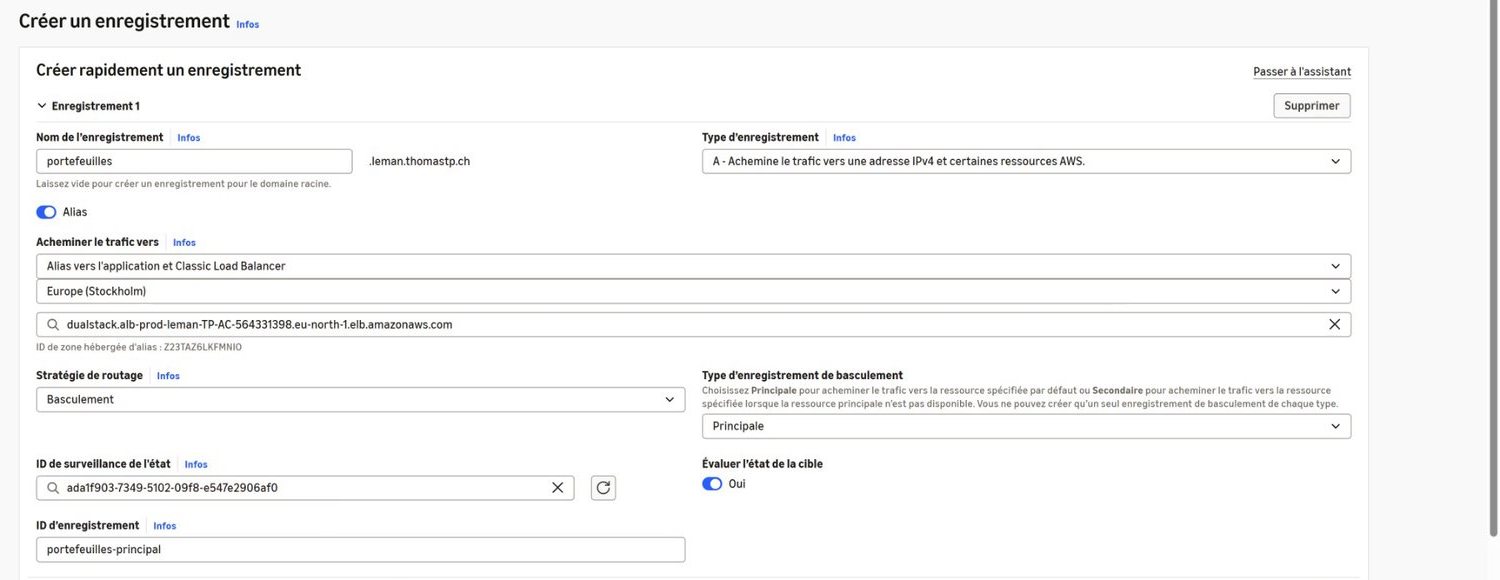 Créer un enregistrement Infos
Créer rapidement un enregistrement
Passer à l'assistant
Enregistrement 1
Supprimer
Nom de l'enregistrement Infos
portefeuilles
.leman.thomastp.ch
Laissez vide pour créer un enregistrement pour le domaine racine.
Type d'enregistrement Infos
A - Achemine le trafic vers une adresse IPv4 et certaines ressources AWS.
Alias
Acheminer le trafic vers Infos
Alias vers l'application et Classic Load Balancer
Europe (Stockholm)
dualstack.alb-prod-leman-TP-AC-564331398.eu-north-1.elb.amazonaws.com
ID de zone hébergée d'alias : Z23TAZ6LKFMNIO
Stratégie de routage Infos
Basculement
Type d'enregistrement de basculement
Choisissez Principale pour acheminer le trafic vers la ressource spécifiée par défaut ou Secondaire pour acheminer le trafic vers la ressource
spécifiée lorsque la ressource principale n'est pas disponible. Vous ne pouvez créer qu'un seul enregistrement de basculement de chaque type.
Principale
ID de surveillance de l'état Infos
ada1f903-7349-5102-09f8-e547e2906af0
Évaluer l'état de la cible
Oui
ID d'enregistrement Infos
portefeuilles-principal